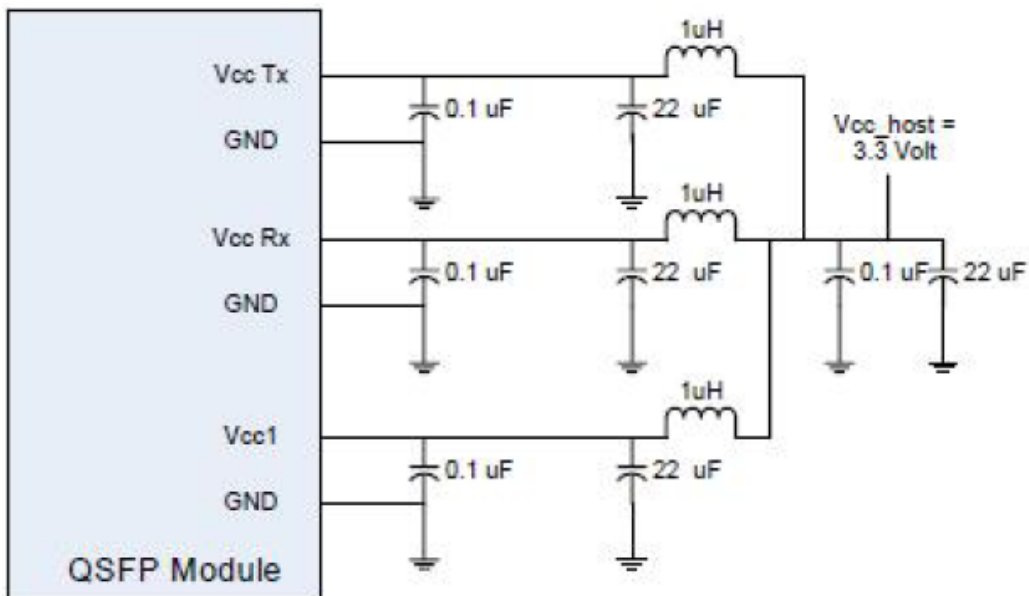 1uH
Vcc Tx
0.1 uF
22 uF
GND
Vcc_host =
3.3 Volt
1uH
Vcc Rx
0.1 uF
22 uF
0.1 uF
22 uF
GND
1uH
Vcc1
0.1 uF
22 uF
GND
QSFP Module